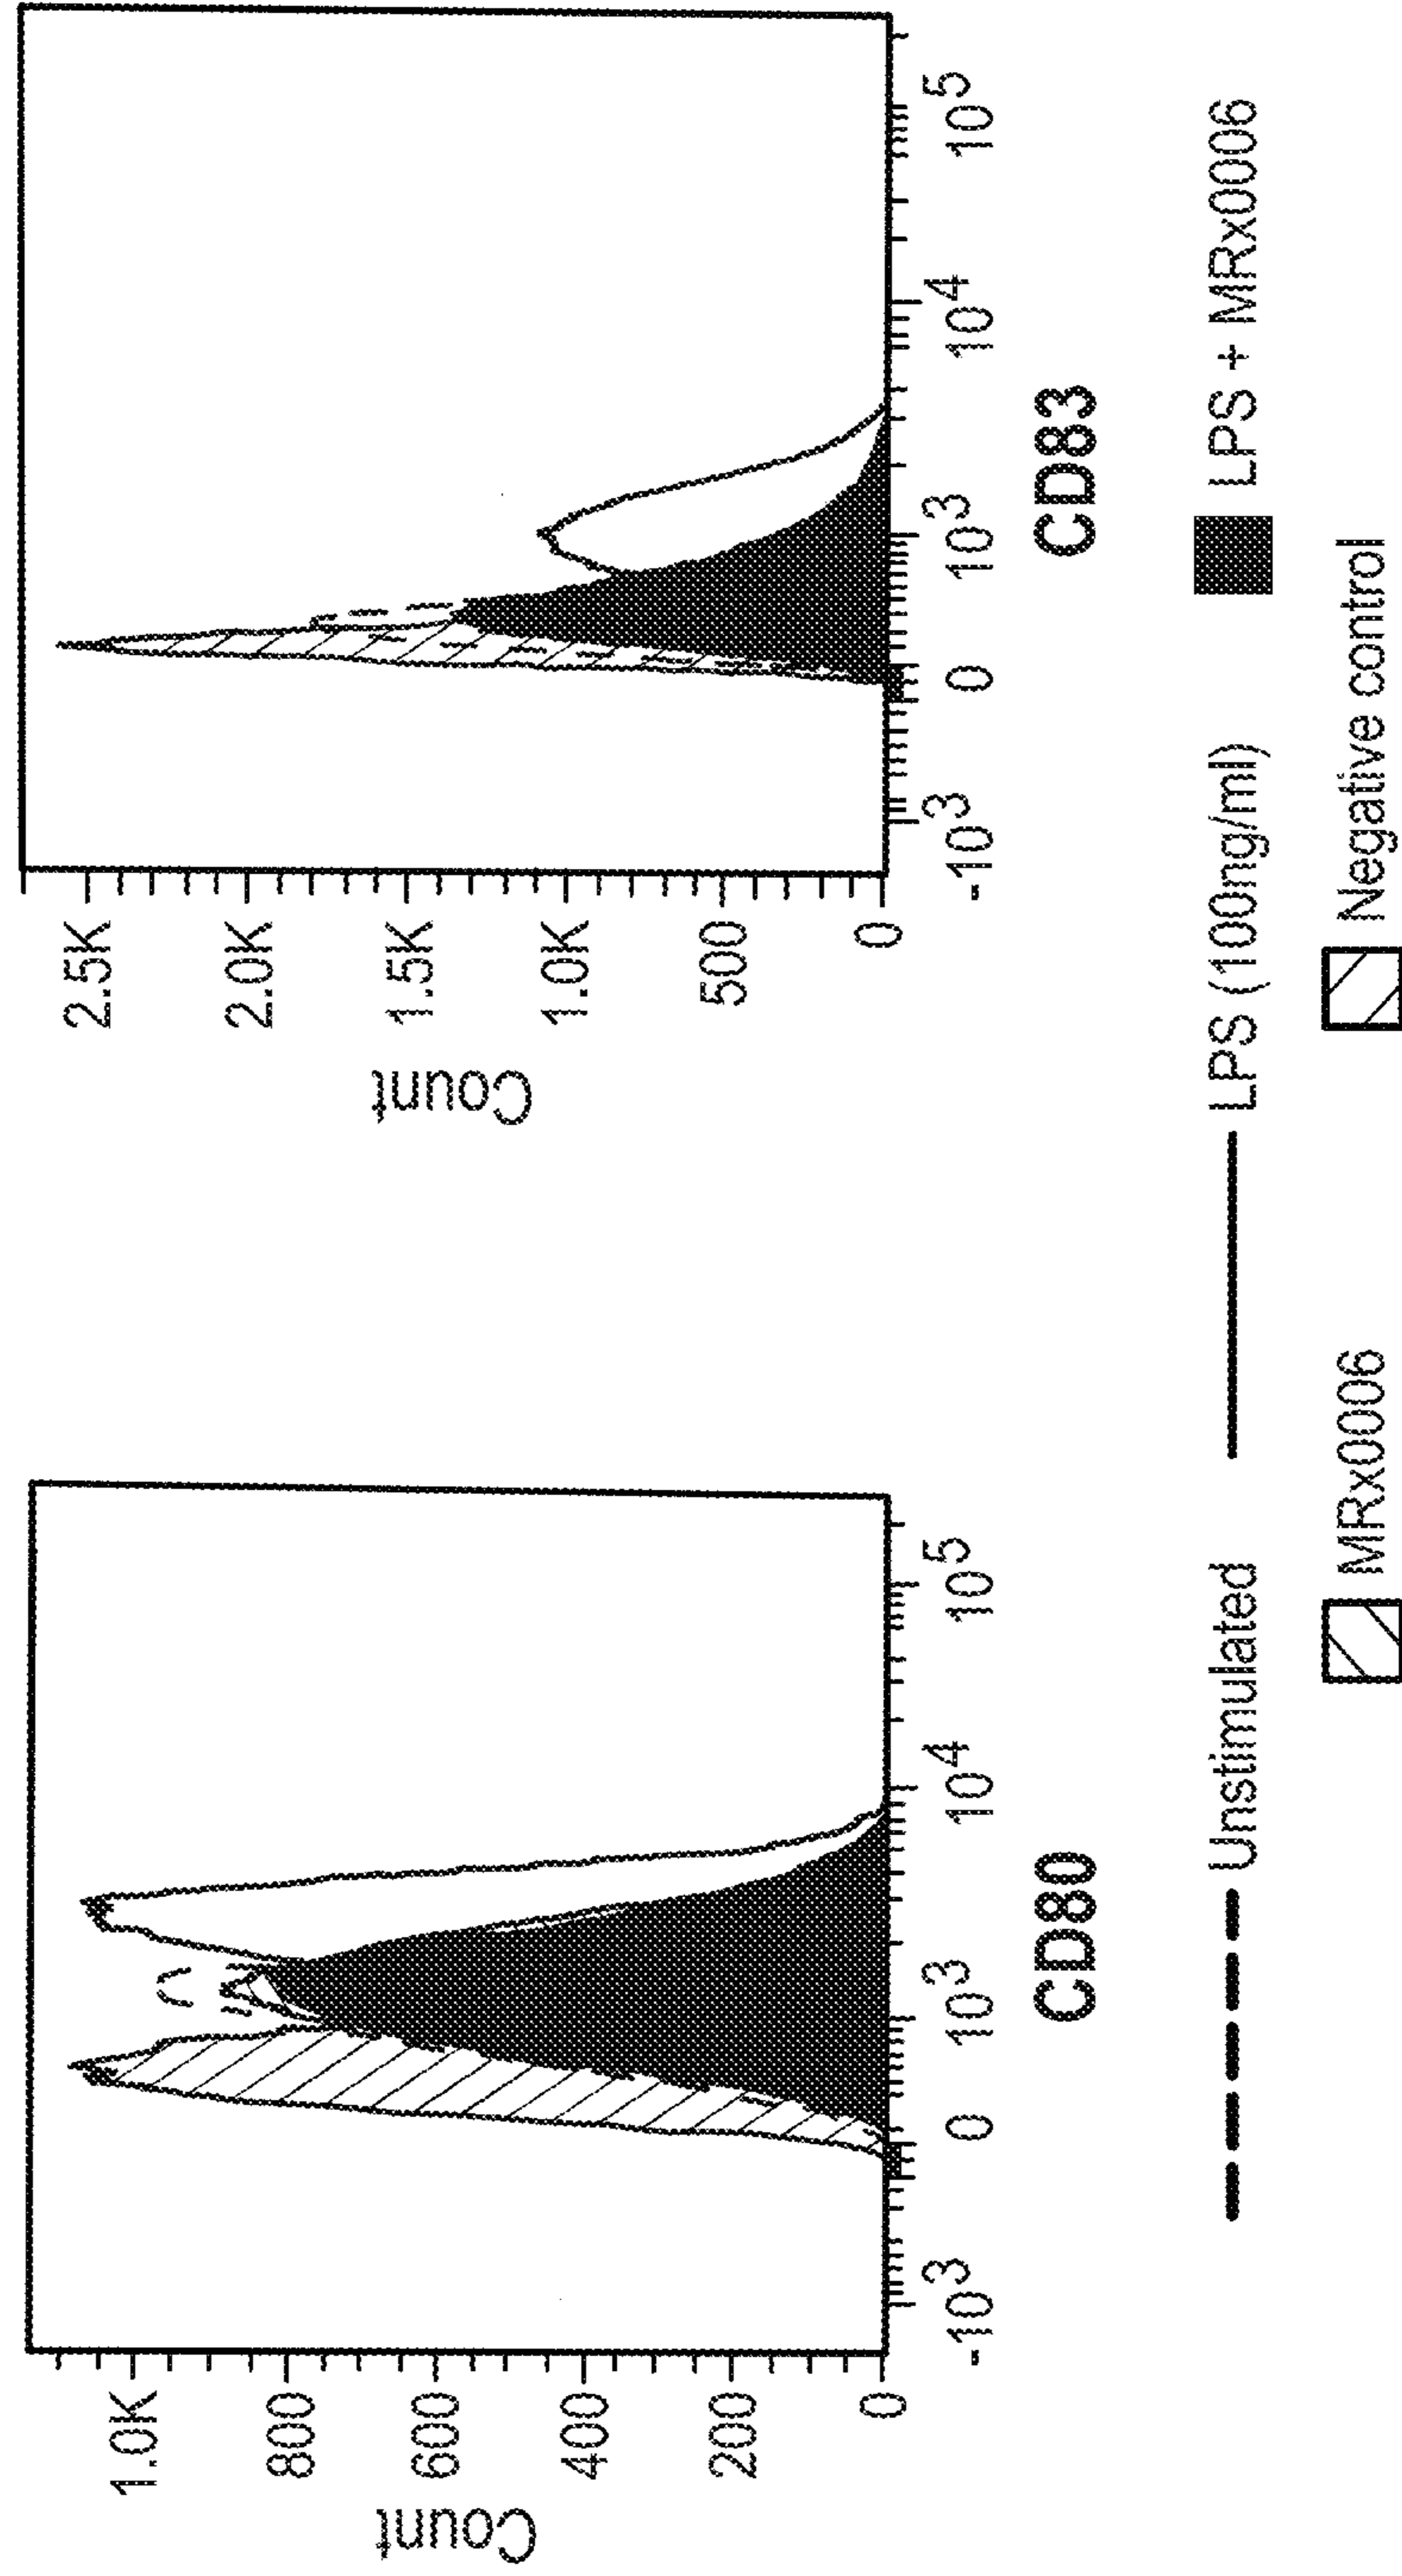 Count
1.0K
800
600
400
200
0
-10³ 0 10³ 10⁴ 10⁵
CD80
Count
2.5K
2.0K
1.5K
1.0K
500
0
-10³ 0 10³ 10⁴ 10⁵
CD83
Unstimulated LPS (100ng/ml) LPS + MRx0006
MRx0006 Negative control